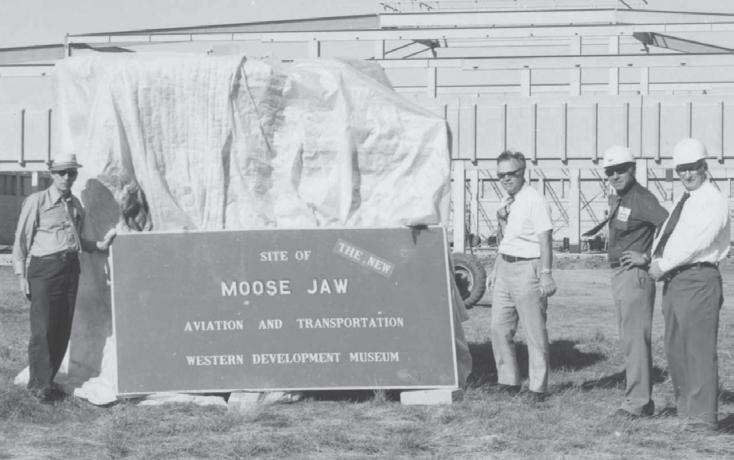 SITE OF
THE NEW
MOOSE JAW
AVIATION AND TRANSPORTATION
WESTERN DEVELOPMENT MUSEUM